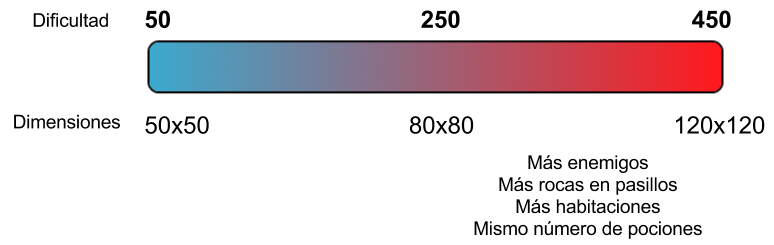 Dificultad 50 250 450
Dimensiones 50x50 80x80 120x120
Más enemigos
Más rocas en pasillos
Más habitaciones
Mismo número de pociones